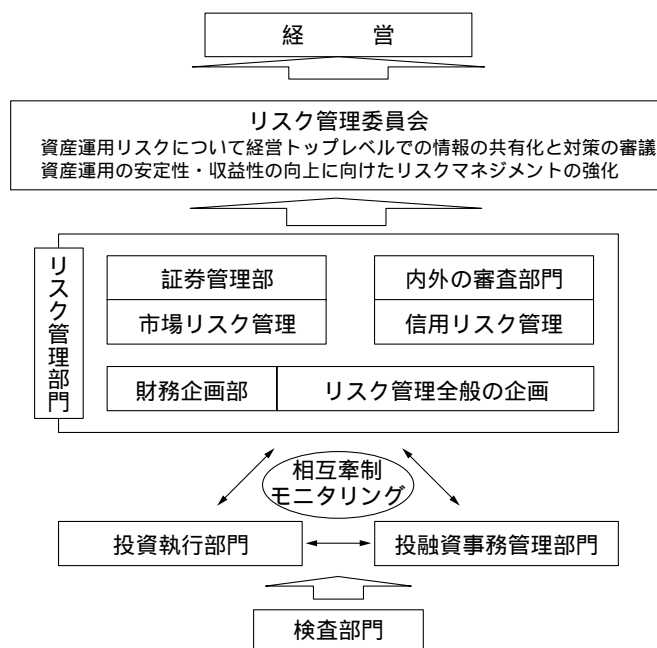 経　　営
リスク管理委員会
資産運用リスクについて経営トップレベルでの情報の共有化と対策の審議
資産運用の安定性・収益性の向上に向けたリスクマネジメントの強化
リスク管理部門
証券管理部
市場リスク管理
内外の審査部門
信用リスク管理
財務企画部
リスク管理全般の企画
相互牽制
モニタリング
投資執行部門
投融資事務管理部門
検査部門